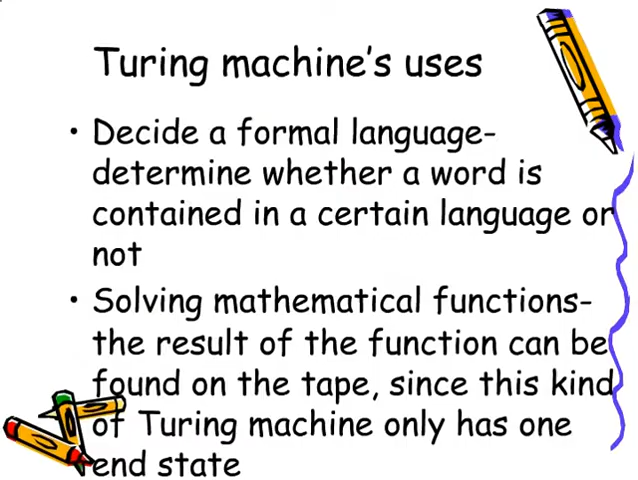 Turing machine's uses
• Decide a formal language-
determine whether a word is
contained in a certain language or
not
• Solving mathematical functions-
the result of the function can be
found on the tape, since this kind
of Turing machine only has one
end state